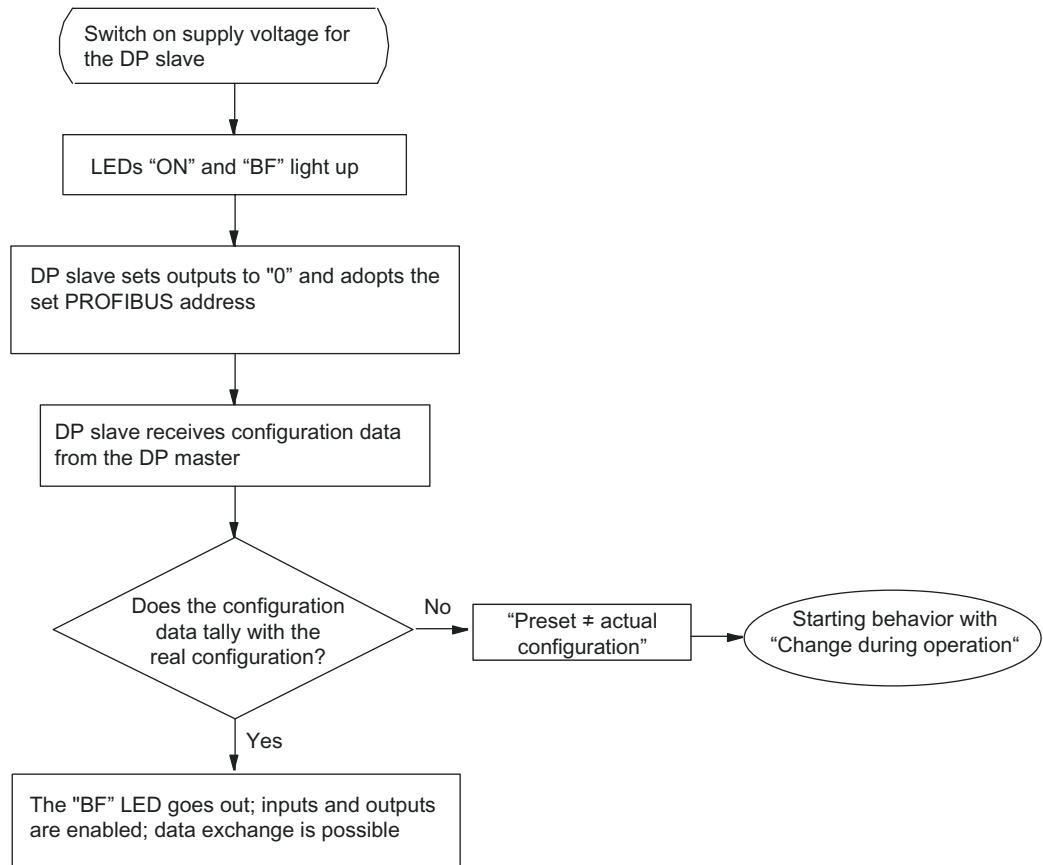 Switch on supply voltage for
the DP slave
LEDs “ON” and “BF” light up
DP slave sets outputs to "0” and adopts the
set PROFIBUS address
DP slave receives configuration data
from the DP master
Does the configuration
data tally with the
real configuration?
No
“Preset ≠ actual
configuration”
Starting behavior with
“Change during operation“
Yes
The "BF” LED goes out; inputs and outputs
are enabled; data exchange is possible